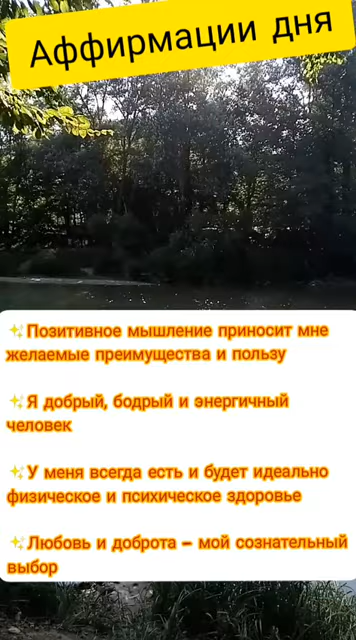 Аффирмации дня
✨Позитивное мышление приносит мне
желаемые преимущества и пользу
✨Я добрый, бодрый и энергичный
человек
✨У меня всегда есть и будет идеально
физическое и психическое здоровье
✨Любовь и доброта – мой сознательный
выбор